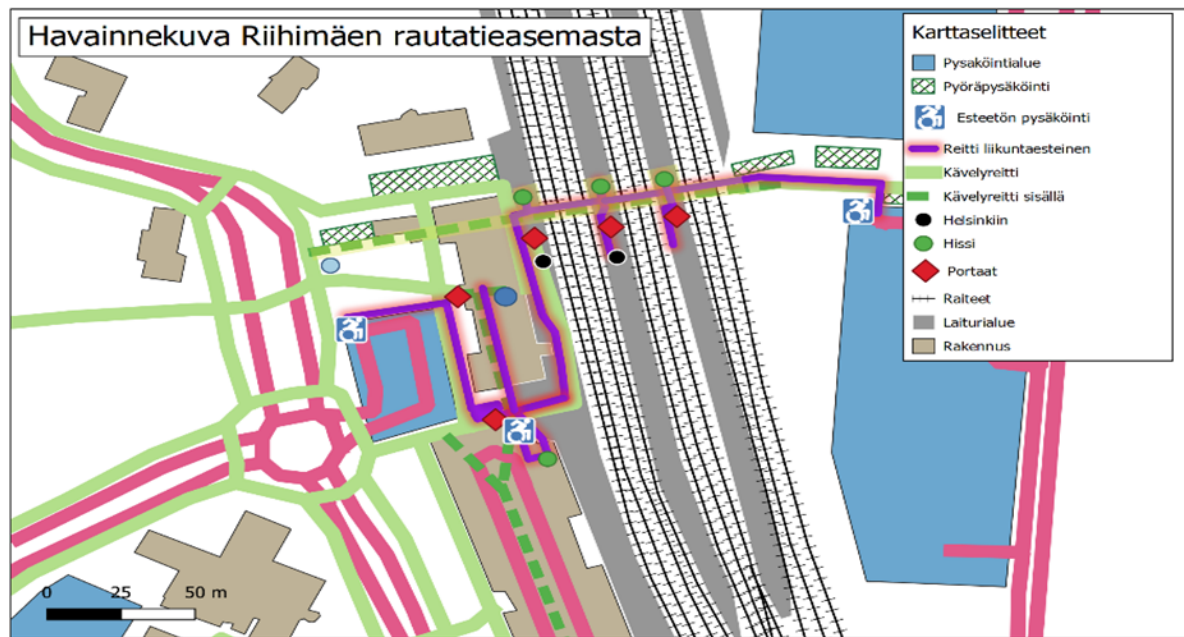 Havainnekuva Riihimäen rautatieasemasta
Karttaselitteet
Pysaköintialue
Pyöräpysäköinti
Esteetön pysäköinti
Reitti liikuntaesteinen
Kävelyreitti
Kävelyreitti sisällä
Helsinkiin
Hissi
Portaat
Raiteet
Laiturialue
Rakennus
0 25 50 m